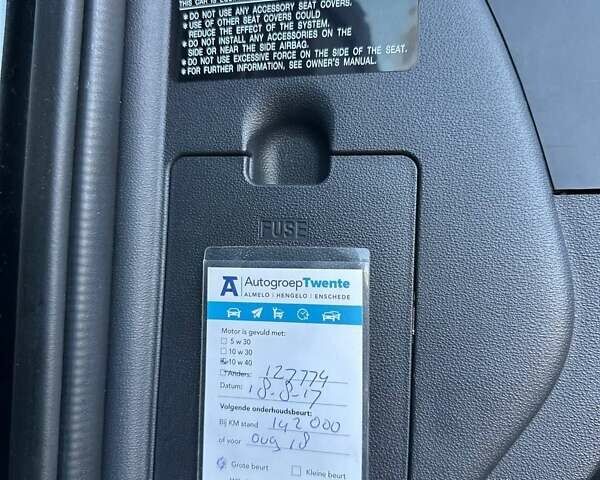 * DO NOT USE ANY ACCESSORY SEAT COVERS.
* USE OF OTHER SEAT COVERS COULD
REDUCE THE EFFECT OF THE SYSTEM.
* DO NOT INSTALL ANY ACCESSORIES ON THE
SIDE OR NEAR THE SIDE AIRBAG.
* DO NOT USE EXCESSIVE FORCE ON THE SIDE OF THE SEAT.
* FOR FURTHER INFORMATION, SEE OWNER'S MANUAL.
FUSE
AutogroepTwente
ALMELO | HENGELO | ENSCHEDE
Motor is gevuld met:
5 w 30
10 w 30
10 w 40
Anders: 127774
Datum: 18-8-17
Volgende onderhoudsbeurt:
Bij KM stand 142000
of voor aug 18
Grote beurt Kleine beurt